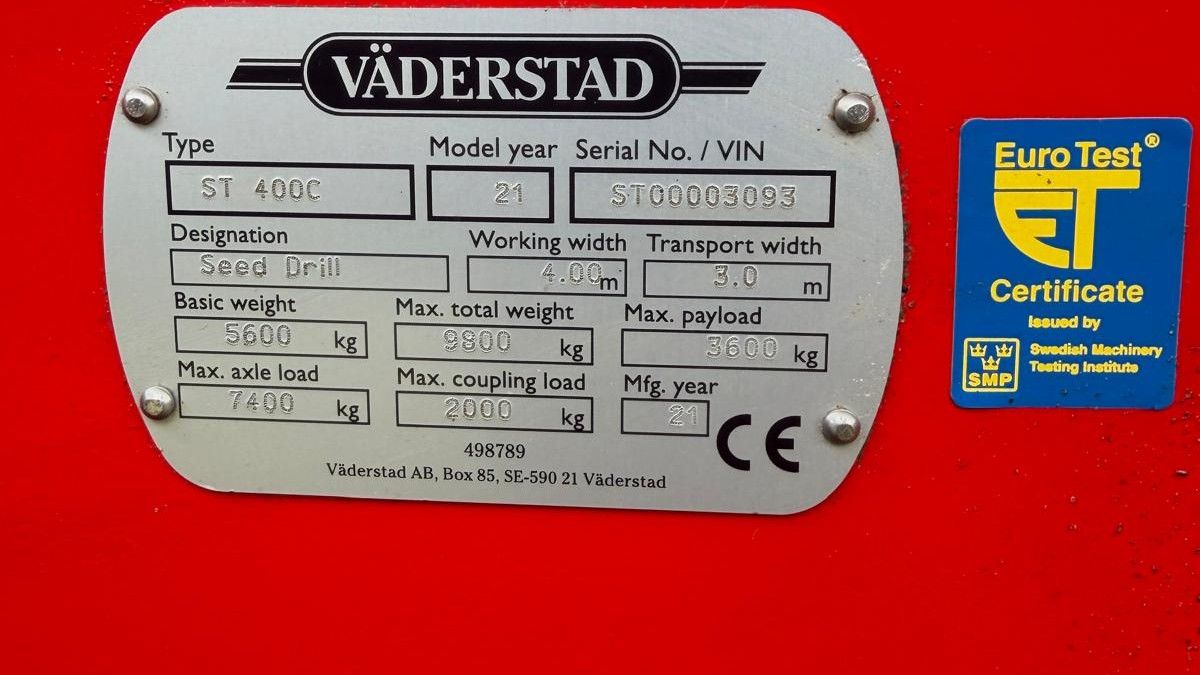 VÄDERSTAD
Type Model year Serial No. / VIN
ST 400C 21 ST00003093
Designation Working width Transport width
Seed Drill 4.00 m 3.0 m
Basic weight Max. total weight Max. payload
5600 kg 9800 kg 3600 kg
Max. axle load Max. coupling load Mfg. year
7400 kg 2000 kg 21
CE
498789
Väderstad AB, Box 85, SE-590 21 Väderstad
Euro Test®
ET
Certificate
Issued by
SMP
Swedish Machinery
Testing Institute